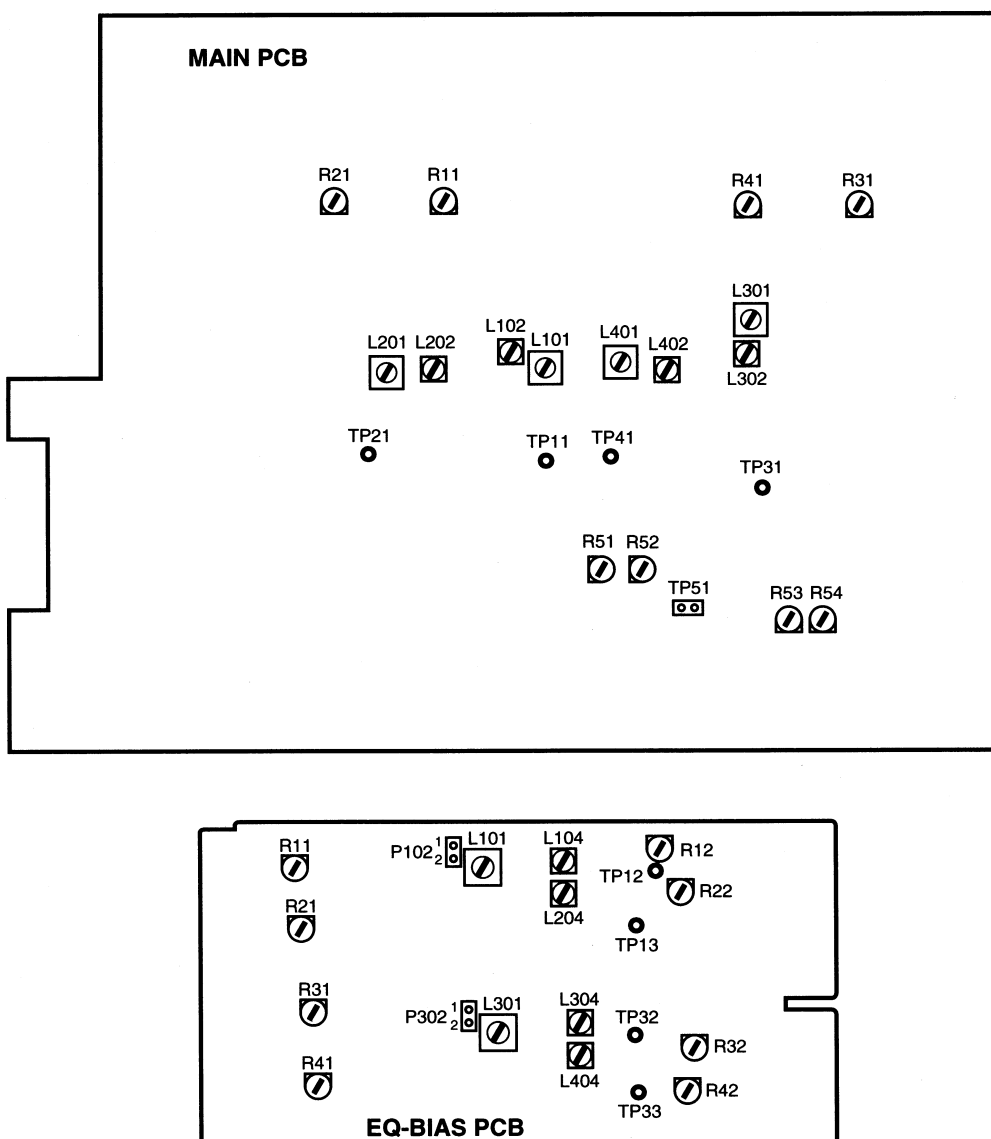 MAIN PCB
R21 R11 R41 R31
L301
L201 L202 L102 L101 L401 L402
L302
TP21 TP11 TP41 TP31
R51 R52
TP51 R53 R54
R11 P102 1 2 L101 L104 R12
TP12 R22
R21 L204
TP13
R31 P302 1 2 L301 L304 TP32
R32
R41 L404 R42
TP33
EQ-BIAS PCB